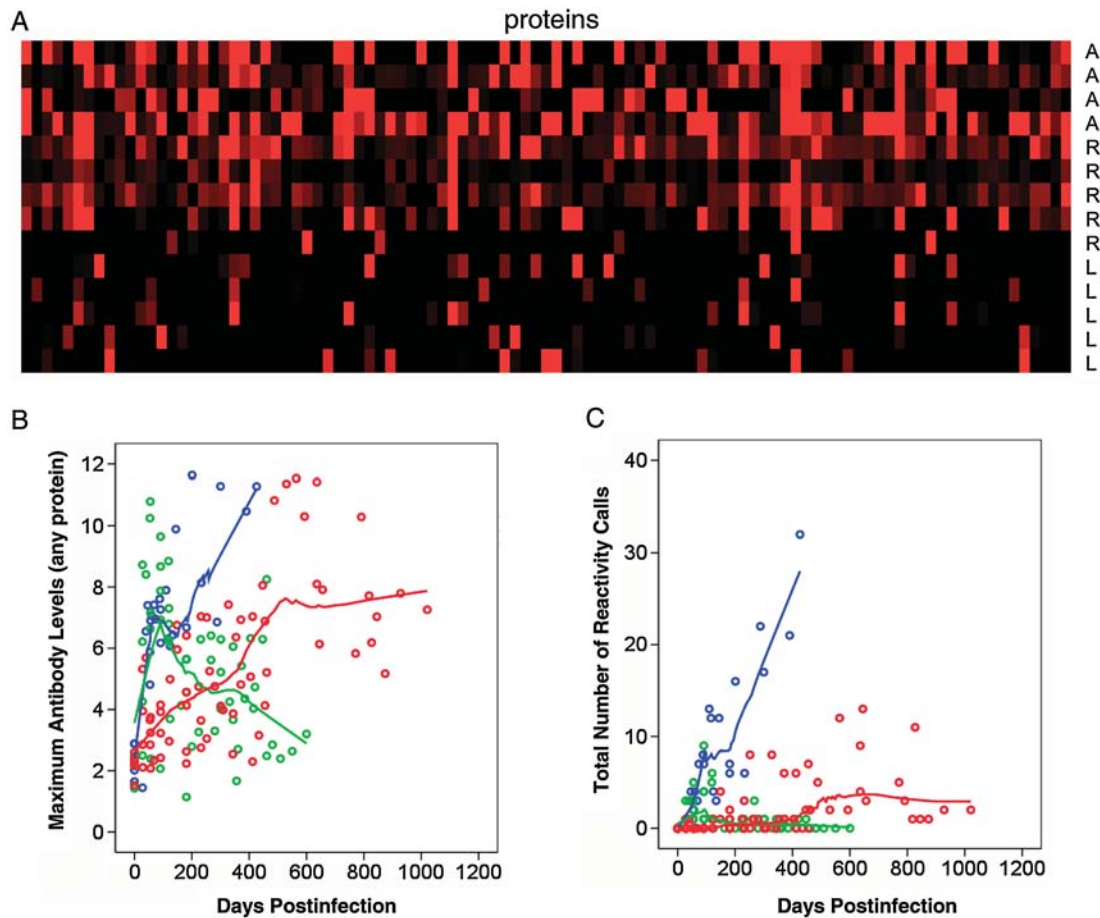 A
proteins
A
A
A
A
R
R
R
R
R
L
L
L
L
L
B
Maximum Antibody Levels (any protein)
12
10
8
6
4
2
0
0 200 400 600 800 1000 1200
Days Postinfection
C
Total Number of Reactivity Calls
40
30
20
10
0
0 200 400 600 800 1000 1200
Days Postinfection